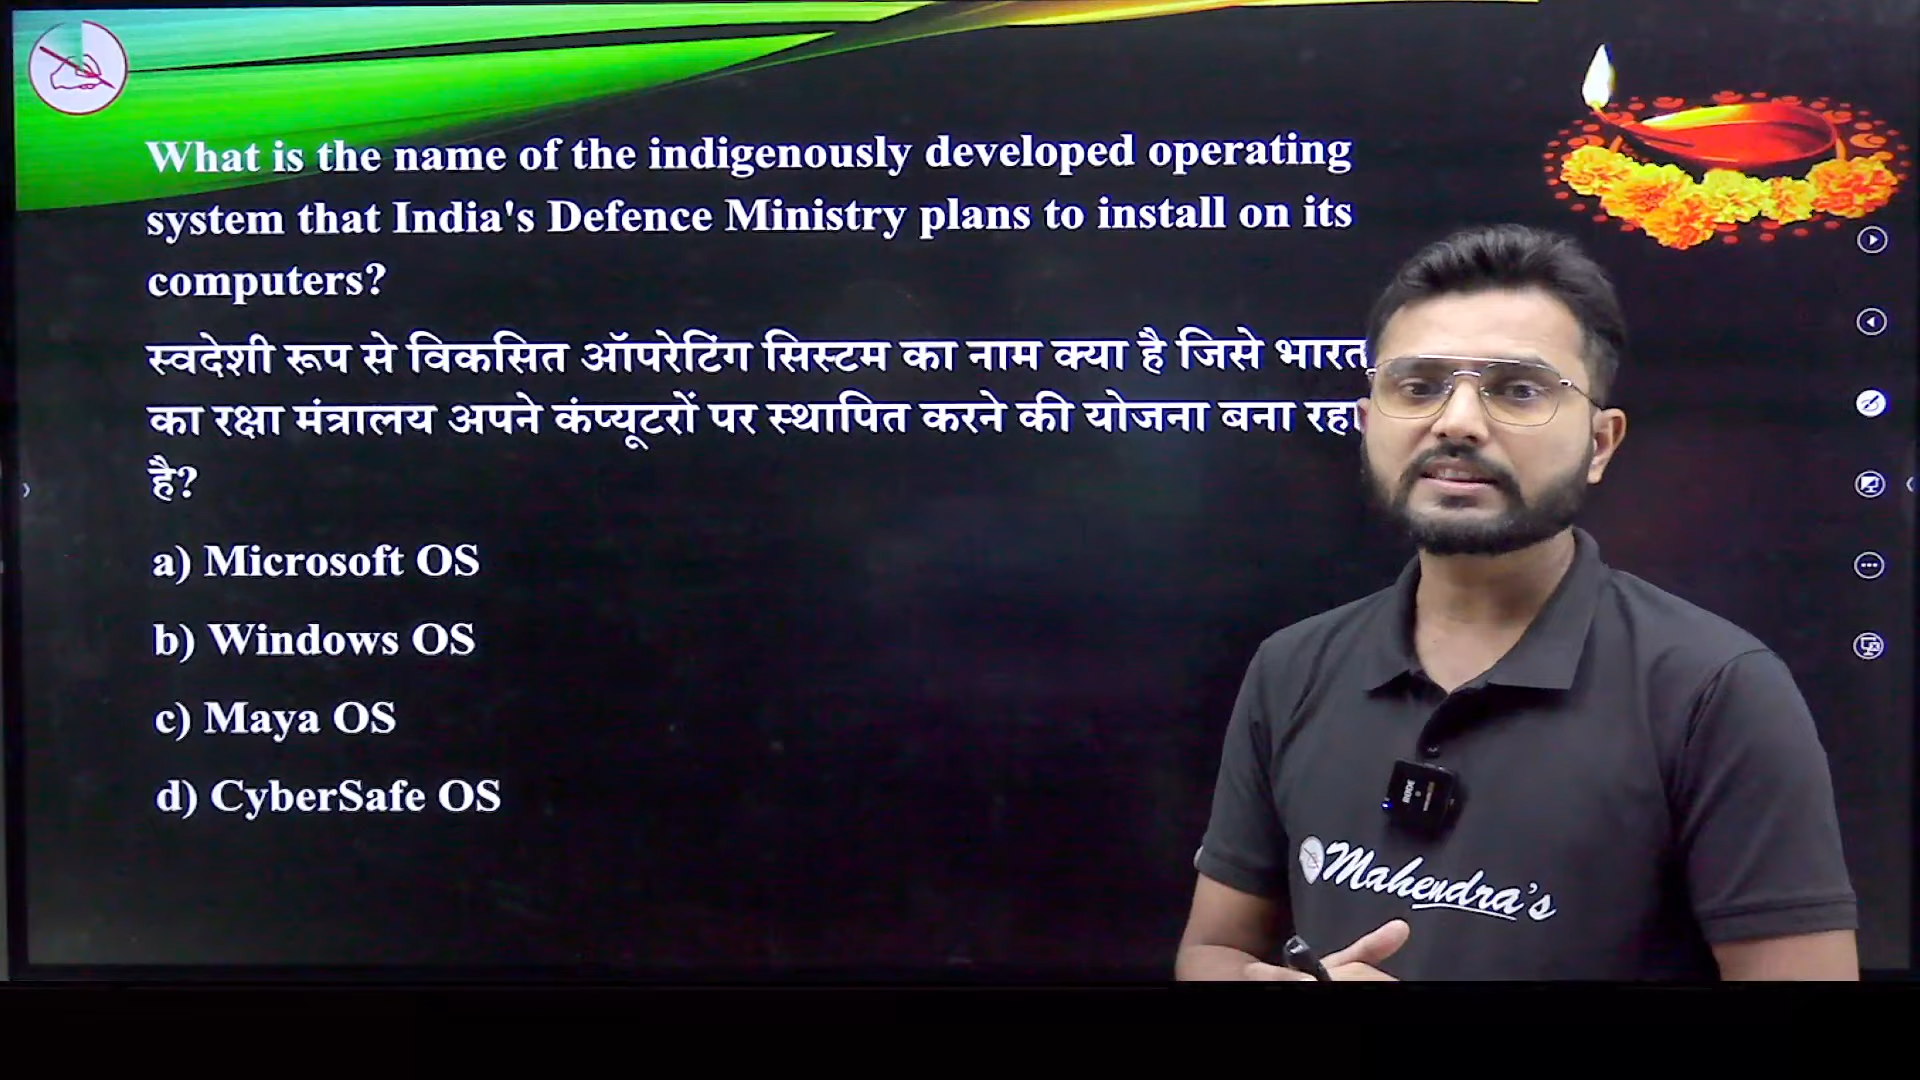 What is the name of the indigenously developed operating
system that India's Defence Ministry plans to install on its
computers?
स्वदेशी रूप से विकसित ऑपरेटिंग सिस्टम का नाम क्या है जिसे भारत
का रक्षा मंत्रालय अपने कंप्यूटरों पर स्थापित करने की योजना बना रहा
है?
a) Microsoft OS
b) Windows OS
c) Maya OS
d) CyberSafe OS
RØDE
Mahendra's